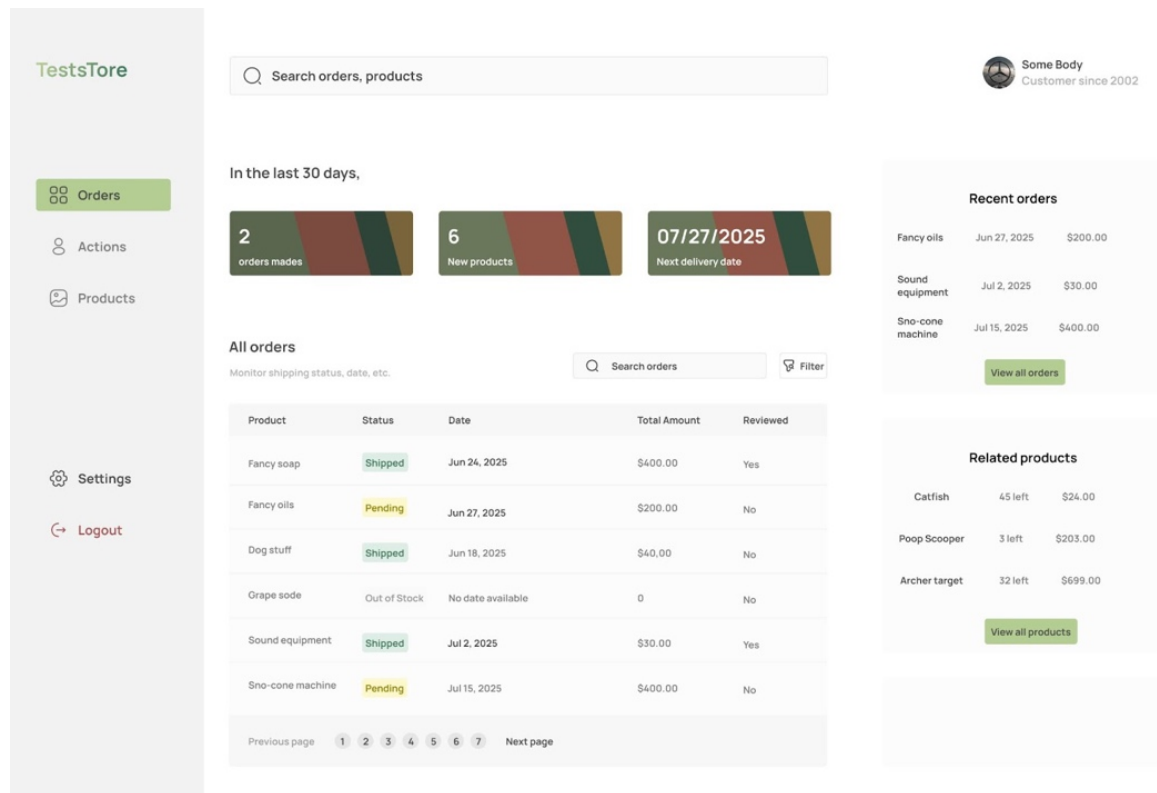 TestsTore
Search orders, products
Some Body
Customer since 2002
Orders
Actions
Products
Settings
Logout
In the last 30 days,
2
orders mades
6
New products
07/27/2025
Next delivery date
All orders
Monitor shipping status, date, etc.
Search orders
Filter
Product Status Date Total Amount Reviewed
Fancy soap Shipped Jun 24, 2025 $400.00 Yes
Fancy oils Pending Jun 27, 2025 $200.00 No
Dog stuff Shipped Jun 18, 2025 $40,00 No
Grape sode Out of Stock No date available 0 No
Sound equipment Shipped Jul 2, 2025 $30.00 Yes
Sno-cone machine Pending Jul 15, 2025 $400.00 No
Previous page 1 2 3 4 5 6 7 Next page
Recent orders
Fancy oils Jun 27, 2025 $200.00
Sound
equipment Jul 2, 2025 $30.00
Sno-cone
machine Jul 15, 2025 $400.00
View all orders
Related products
Catfish 45 left $24.00
Poop Scooper 3 left $203.00
Archer target 32 left $699.00
View all products